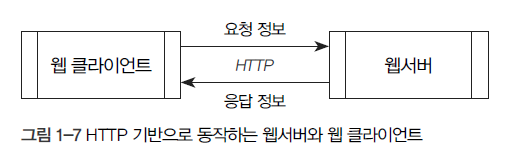 요청 정보
웹 클라이언트
HTTP
웹서버
응답 정보
그림 1-7 HTTP 기반으로 동작하는 웹서버와 웹 클라이언트